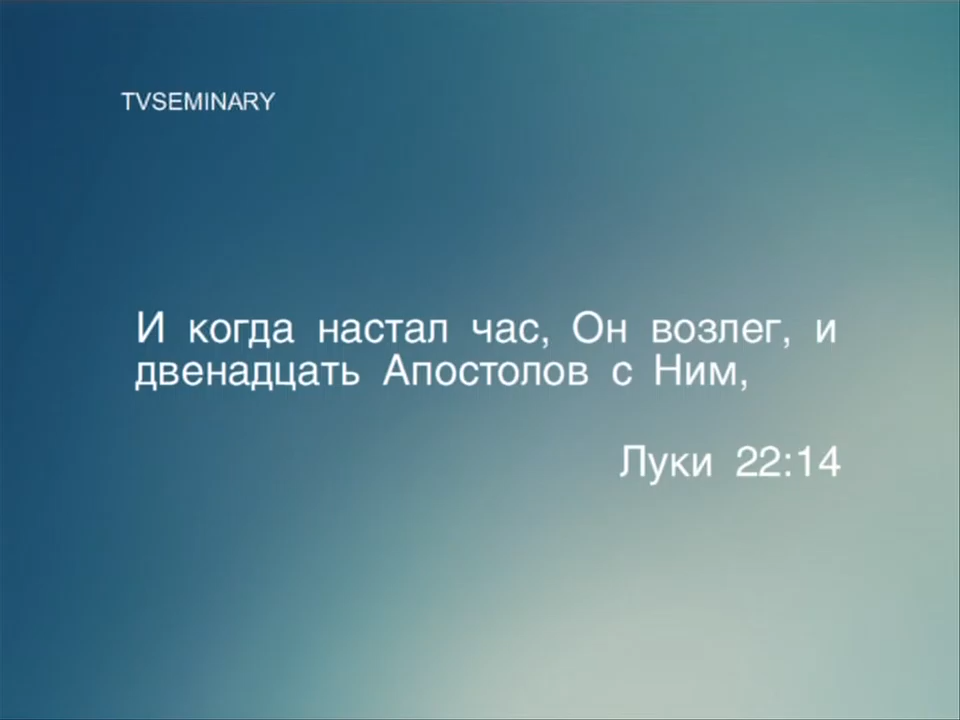 TVSEMINARY
И когда настал час, Он возлег, и
двенадцать Апостолов с Ним,
Луки 22:14